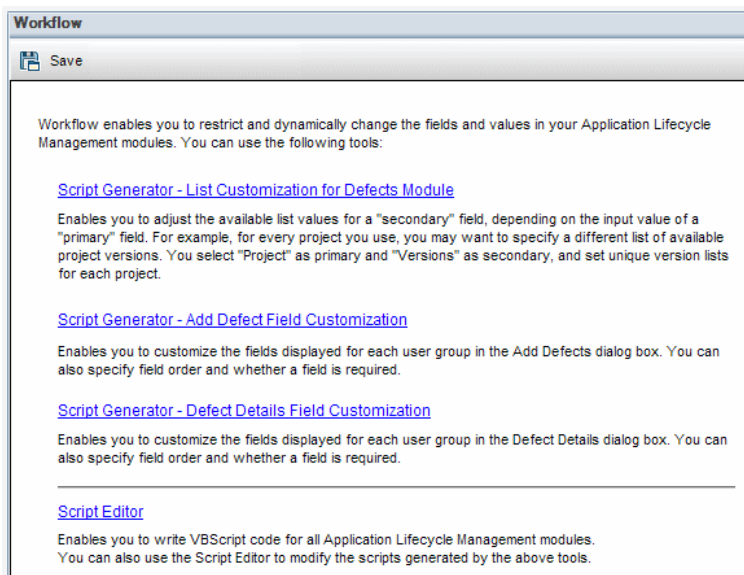 Workflow
Save
Workflow enables you to restrict and dynamically change the fields and values in your Application Lifecycle
Management modules. You can use the following tools:
Script Generator - List Customization for Defects Module
Enables you to adjust the available list values for a "secondary" field, depending on the input value of a
"primary" field. For example, for every project you use, you may want to specify a different list of available
project versions. You select "Project" as primary and "Versions" as secondary, and set unique version lists
for each project.
Script Generator - Add Defect Field Customization
Enables you to customize the fields displayed for each user group in the Add Defects dialog box. You can
also specify field order and whether a field is required.
Script Generator - Defect Details Field Customization
Enables you to customize the fields displayed for each user group in the Defect Details dialog box. You can
also specify field order and whether a field is required.
Script Editor
Enables you to write VBScript code for all Application Lifecycle Management modules.
You can also use the Script Editor to modify the scripts generated by the above tools.